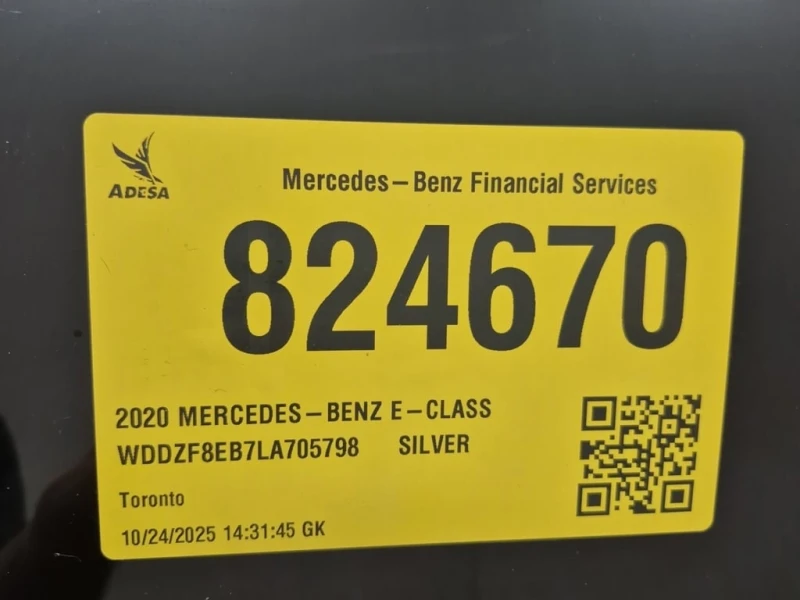 ADESA
Mercedes-Benz Financial Services
824670
2020 MERCEDES-BENZ E-CLASS
WDDZF8EB7LA705798 SILVER
Toronto
10/24/2025 14:31:45 GK